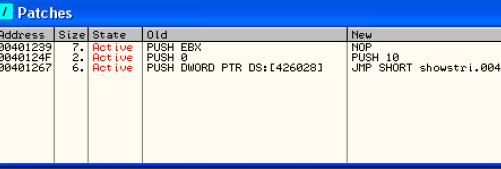 Patches
Address Size State Old New
00401239 7. Active PUSH EBX NOP
0040124F 2. Active PUSH 0 PUSH 10
00401267 6. Active PUSH DWORD PTR DS:[426028] JMP SHORT showstri.004